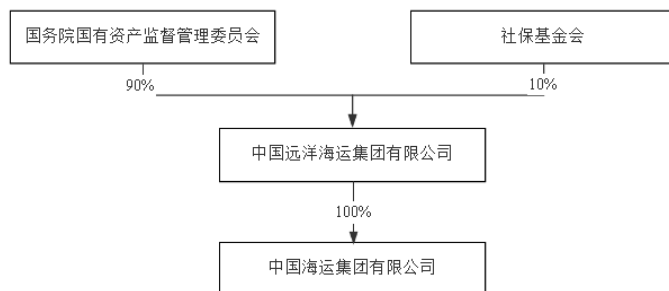 国务院国有资产监督管理委员会
社保基金会
90%
10%
中国远洋海运集团有限公司
100%
中国海运集团有限公司